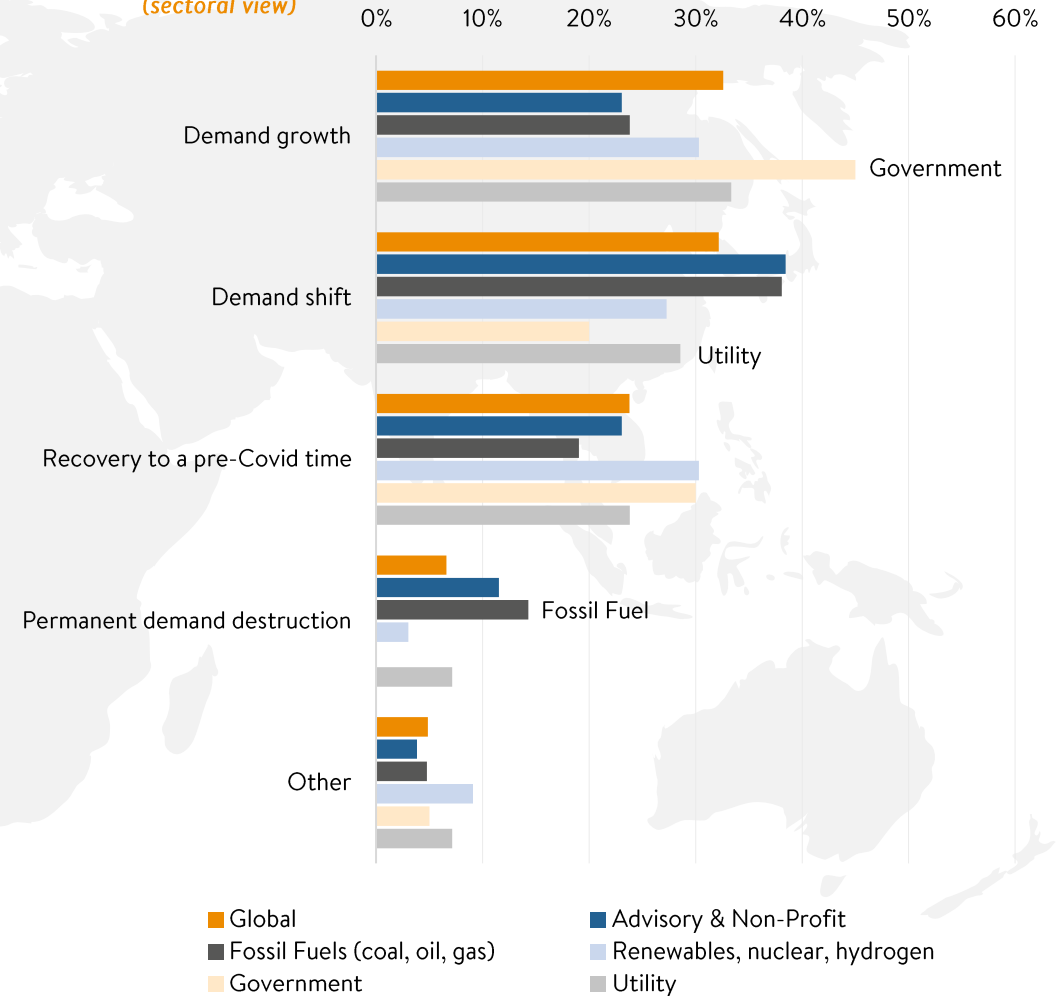 (sectoral view)
0% 10% 20% 30% 40% 50% 60%
Demand growth
Government
Demand shift
Utility
Recovery to a pre-Covid time
Permanent demand destruction
Fossil Fuel
Other
Global
Advisory & Non-Profit
Fossil Fuels (coal, oil, gas)
Renewables, nuclear, hydrogen
Government
Utility